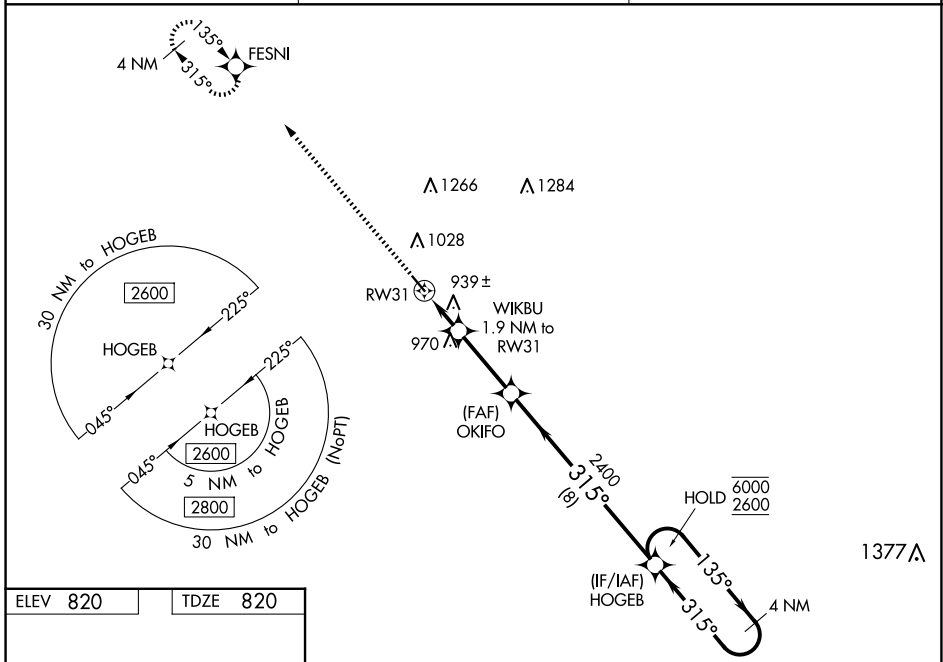 135°
FESNI
4 NM
315°
1266
1284
1028
30 NM to HOGEB
2600
225°
HOGEB
045°
RW31
939±
WIKBU
1.9 NM to
RW31
970
225°
HOGEB
045°
2600
5 NM to HOGEB
2800
30 NM to HOGEB (NoPT)
(FAF)
OKIFO
2400
315°
(8)
HOLD 6000
2600
1377
(IF/IAF)
HOGEB
135°
315°
4 NM
ELEV 820
TDZE 820